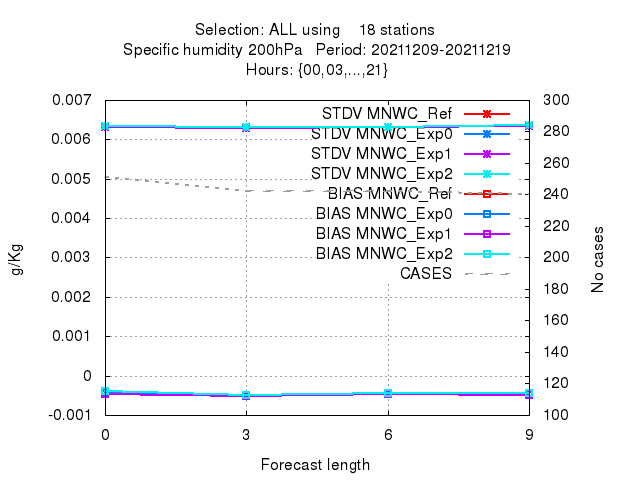 Selection: ALL using 18 stations
Specific humidity 200hPa Period: 20211209-20211219
Hours: {00,03,...,21}
0.007 300
STDV MNWC_Ref
STDV MNWC_Exp0
0.006 280
STDV MNWC_Exp1
260
STDV MNWC_Exp2
0.005
BIAS MNWC_Ref
240
BIAS MNWC_Exp0
0.004
220
BIAS MNWC_Exp1
BIAS MNWC_Exp2
0.003 200
CASES
180
0.002
160
0.001
140
0
120
-0.001 100
0 3 6 9
Forecast length
g/Kg
No cases